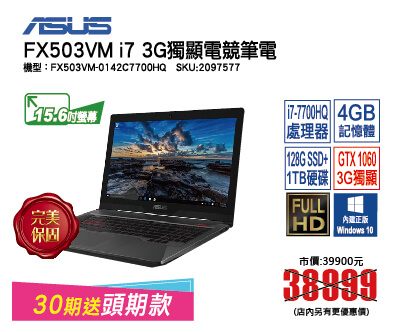 ASUS
FX503VM i7 3G獨顯電競筆電
機型：FX503VM-0142C7700HQ SKU:2097577
15.6吋螢幕
i7-7700HQ
處理器
4GB
記憶體
128G SSD+
1TB硬碟
GTX 1060
3G獨顯
FULL
HD
內建正版
Windows 10
ASUS
完美
保固
30期送頭期款
市價:39900元
38099
(店內另有更優惠價)